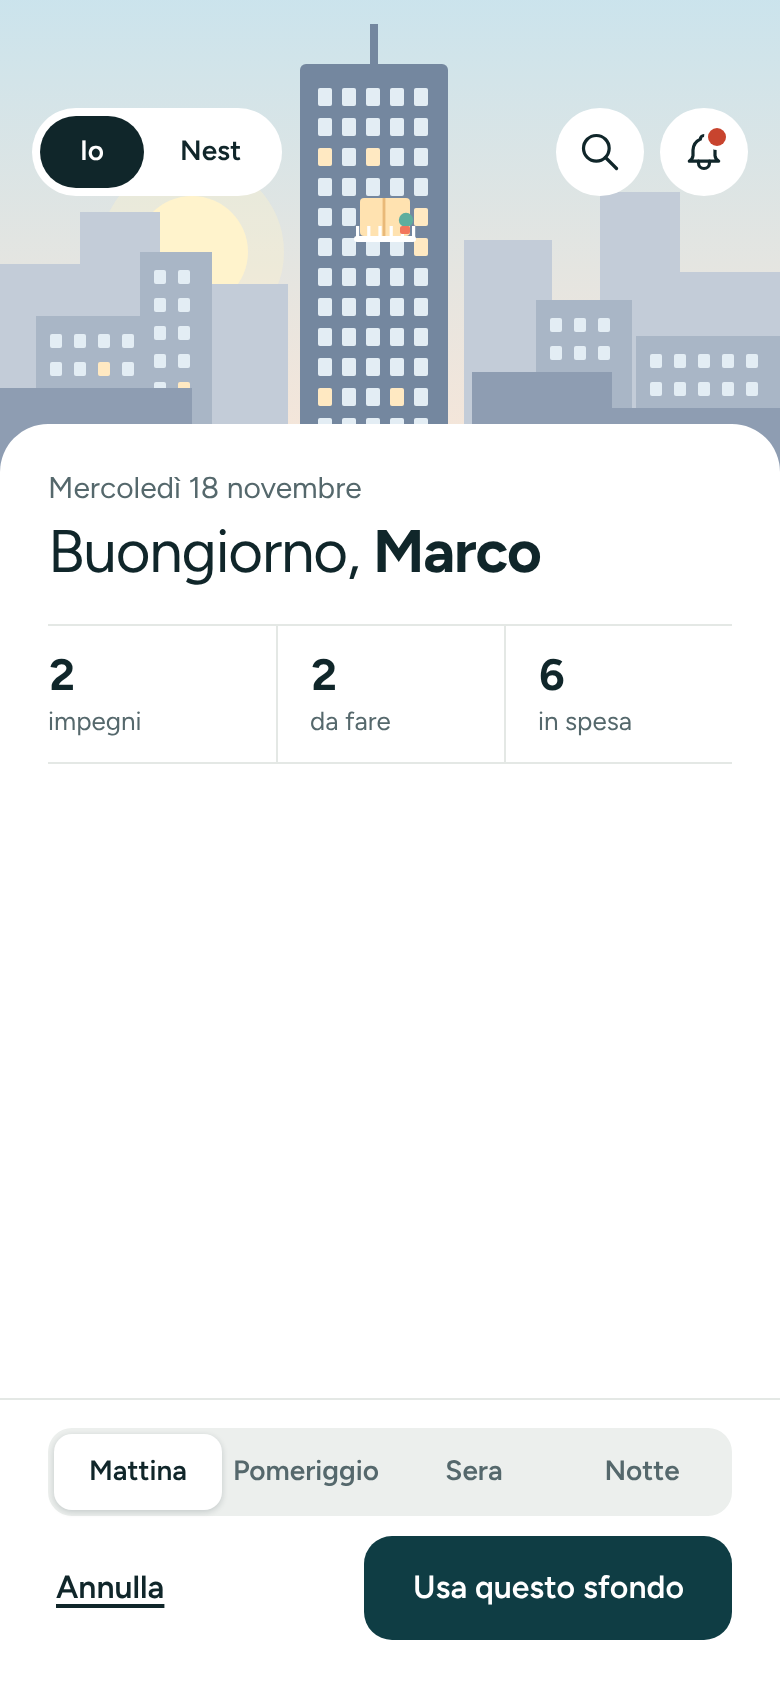 Io
Nest
Mercoledì 18 novembre
Buongiorno, Marco
2
impegni
2
da fare
6
in spesa
Mattina
Pomeriggio
Sera
Notte
Annulla
Usa questo sfondo